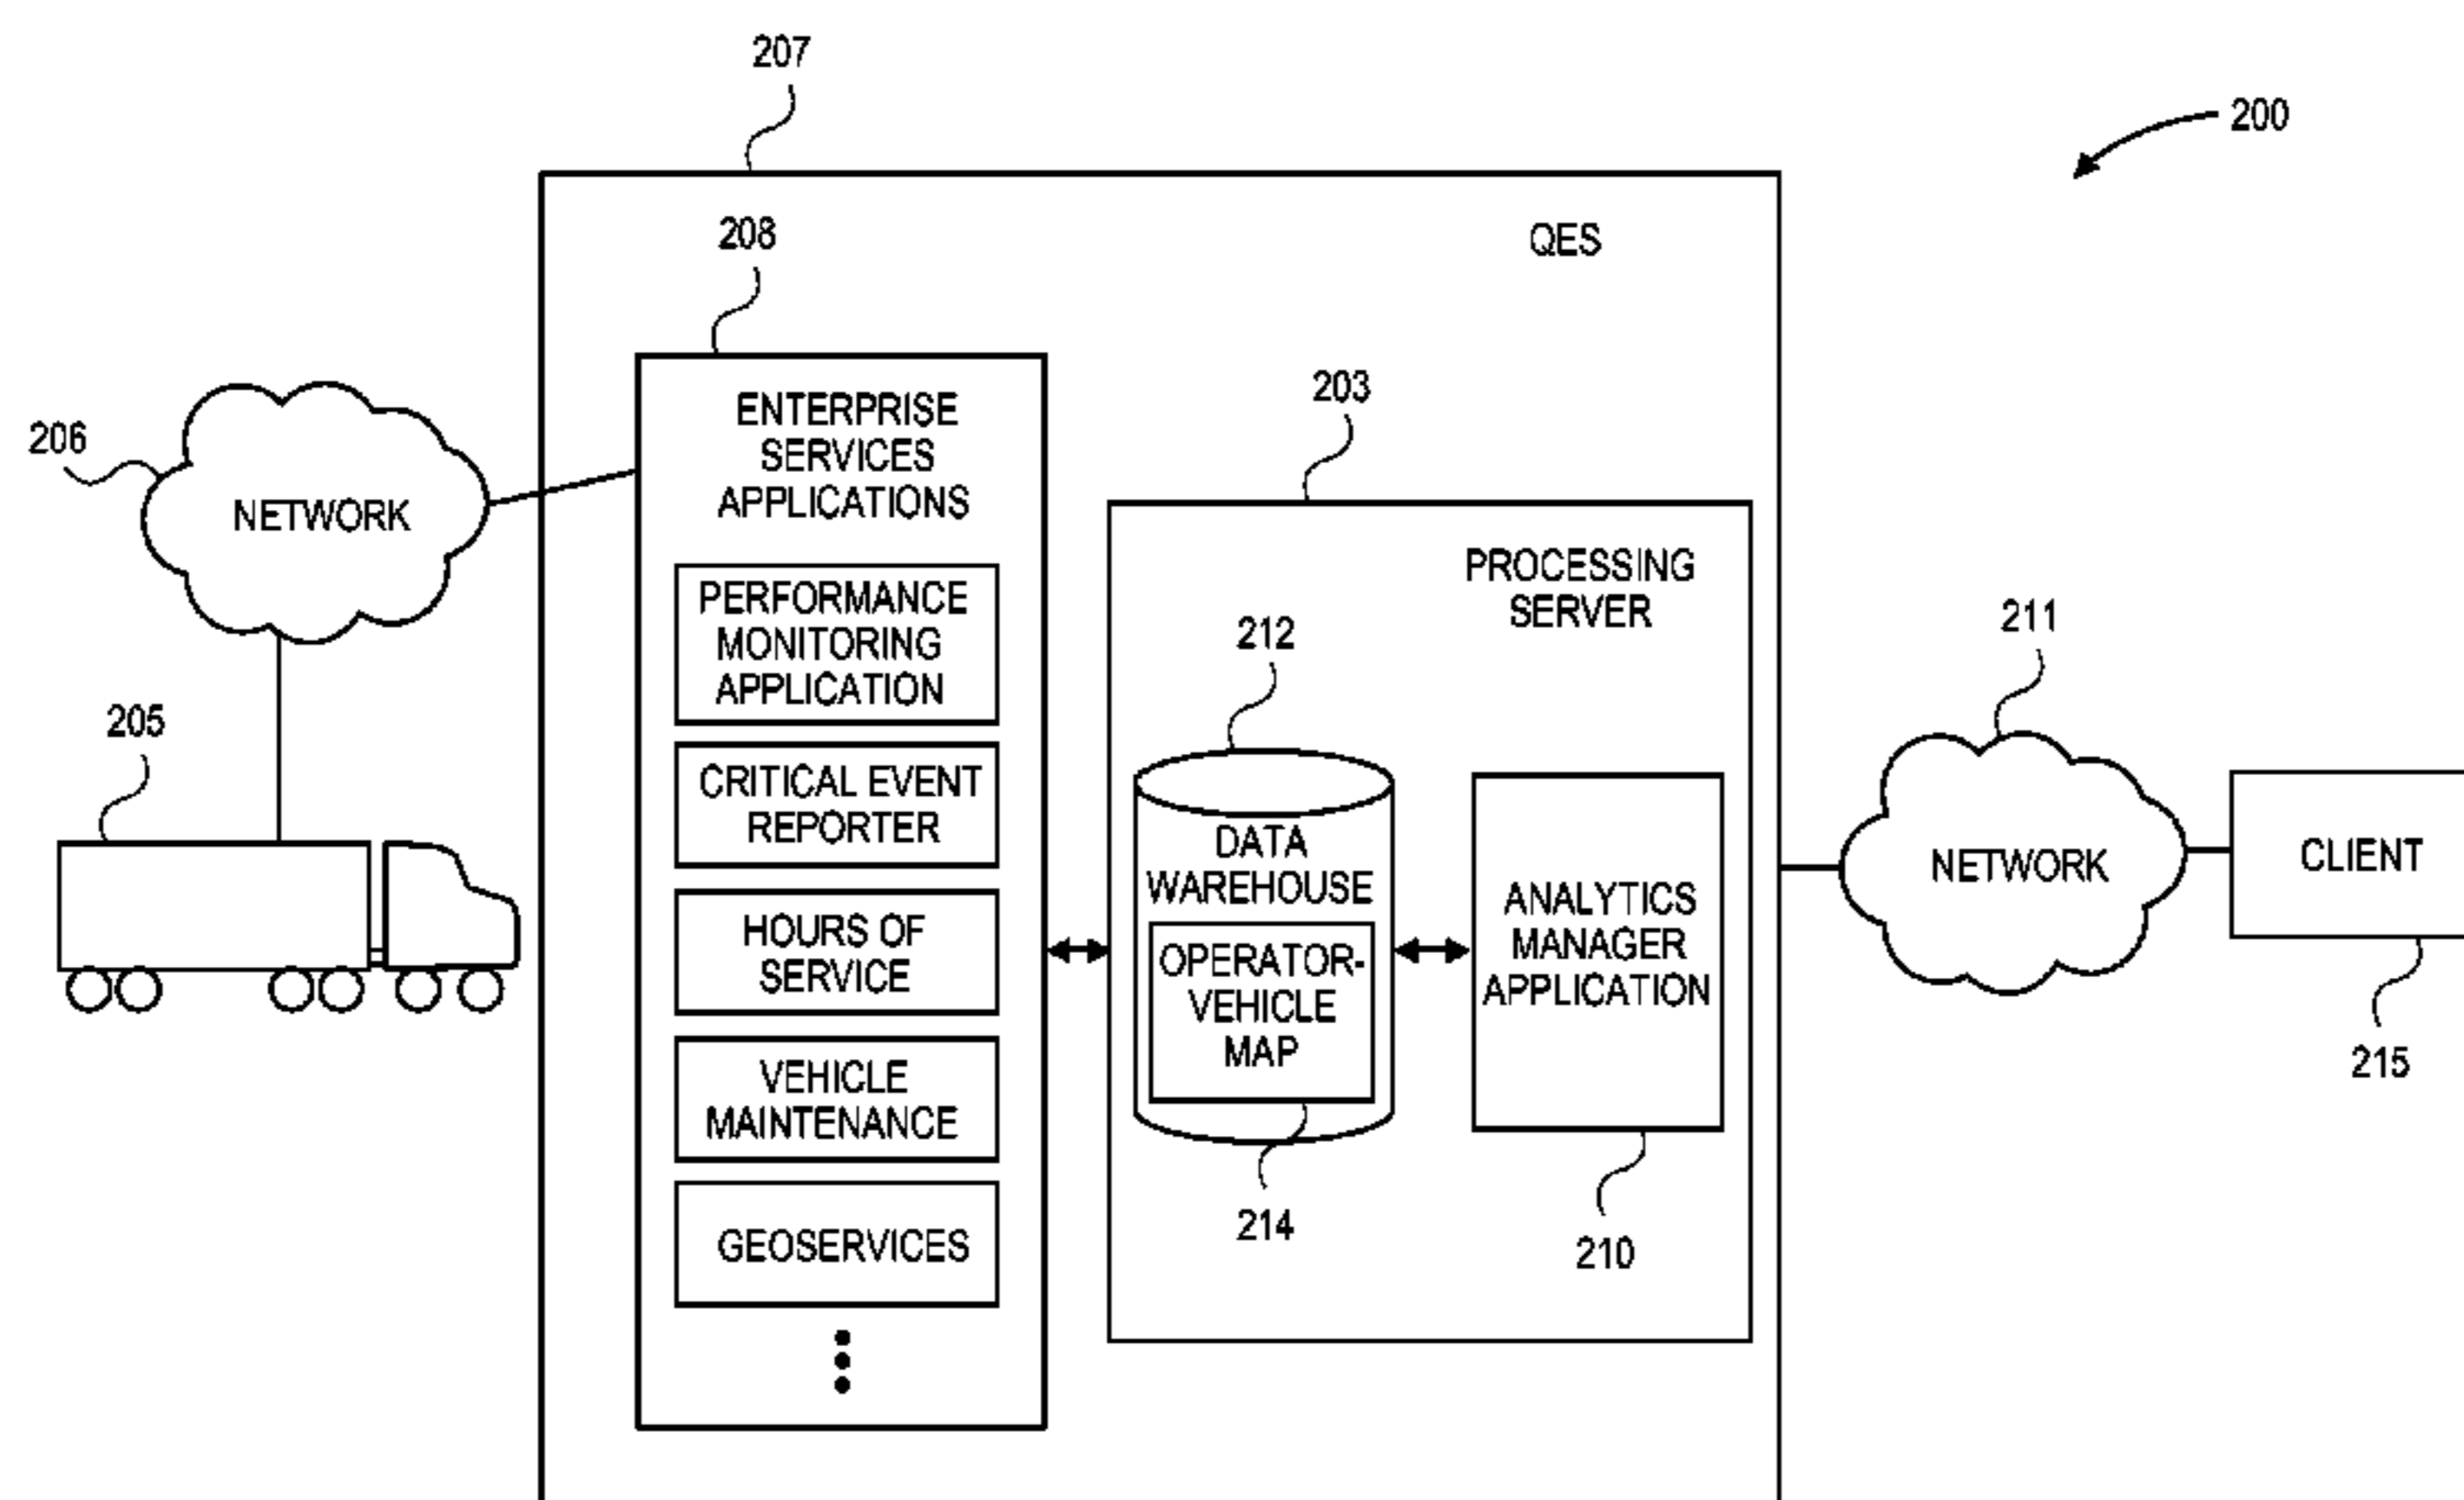 207
200
QES
208
203
206
NETWORK
ENTERPRISE
SERVICES
APPLICATIONS
PERFORMANCE
MONITORING
APPLICATION
CRITICAL EVENT
REPORTER
HOURS OF
SERVICE
VEHICLE
MAINTENANCE
GEOSERVICES
205
PROCESSING
SERVER
212
DATA
WAREHOUSE
OPERATOR-
VEHICLE
MAP
214
ANALYTICS
MANAGER
APPLICATION
210
211
NETWORK
CLIENT
215